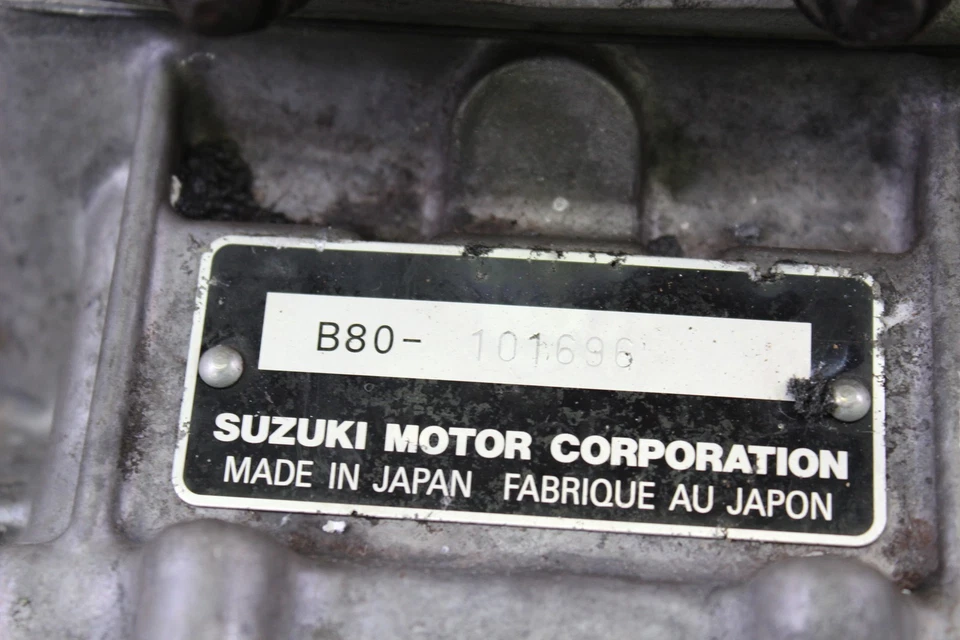 B80- 101696
SUZUKI MOTOR CORPORATION
MADE IN JAPAN FABRIQUE AU JAPON